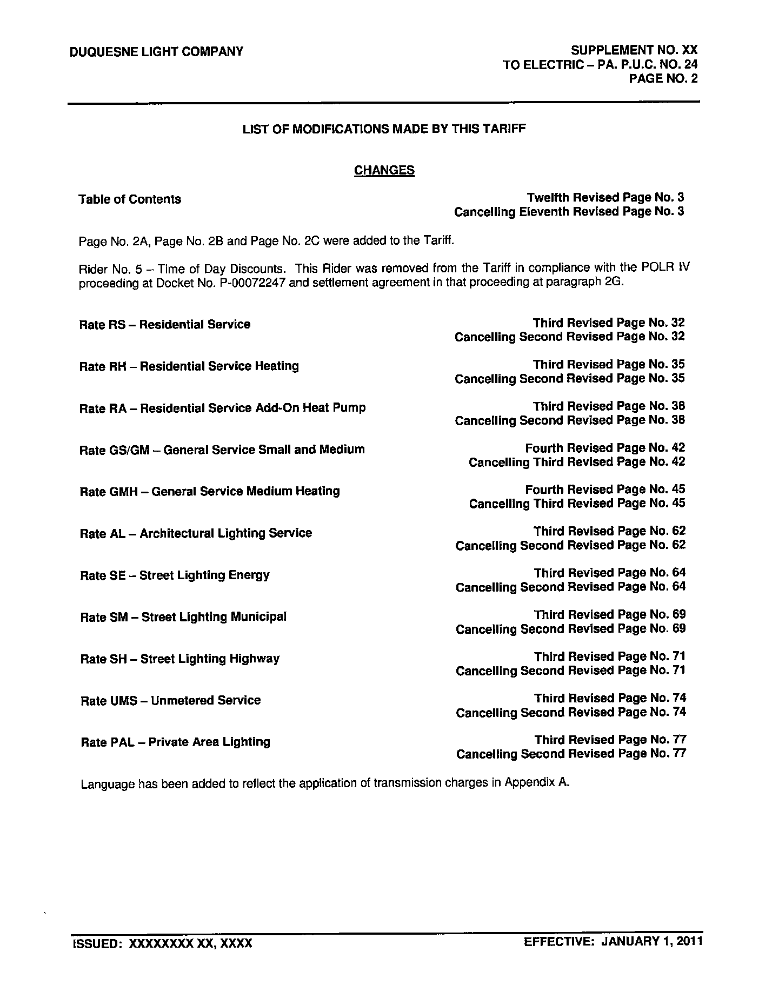 DUQUESNE LIGHT COMPANY
SUPPLEMENT NO. XX
TO ELECTRIC – PA. P.U.C. NO. 24
PAGE NO. 2
LIST OF MODIFICATIONS MADE BY THIS TARIFF
CHANGES
Table of Contents
Twelfth Revised Page No. 3
Cancelling Eleventh Revised Page No. 3
Page No. 2A, Page No. 2B and Page No. 2C were added to the Tariff.
Rider No. 5 – Time of Day Discounts. This Rider was removed from the Tariff in compliance with the POLR IV
proceeding at Docket No. P-00072247 and settlement agreement in that proceeding at paragraph 2G.
Rate RS – Residential Service
Third Revised Page No. 32
Cancelling Second Revised Page No. 32
Rate RH – Residential Service Heating
Third Revised Page No. 35
Cancelling Second Revised Page No. 35
Rate RA – Residential Service Add-On Heat Pump
Third Revised Page No. 38
Cancelling Second Revised Page No. 38
Rate GS/GM – General Service Small and Medium
Fourth Revised Page No. 42
Cancelling Third Revised Page No. 42
Rate GMH – General Service Medium Heating
Fourth Revised Page No. 45
Cancelling Third Revised Page No. 45
Rate AL – Architectural Lighting Service
Third Revised Page No. 62
Cancelling Second Revised Page No. 62
Rate SE – Street Lighting Energy
Third Revised Page No. 64
Cancelling Second Revised Page No. 64
Rate SM – Street Lighting Municipal
Third Revised Page No. 69
Cancelling Second Revised Page No. 69
Rate SH – Street Lighting Highway
Third Revised Page No. 71
Cancelling Second Revised Page No. 71
Rate UMS – Unmetered Service
Third Revised Page No. 74
Cancelling Second Revised Page No. 74
Rate PAL – Private Area Lighting
Third Revised Page No. 77
Cancelling Second Revised Page No. 77
Language has been added to reflect the application of transmission charges in Appendix A.
ISSUED: XXXXXXXX XX, XXXX
EFFECTIVE: JANUARY 1, 2011